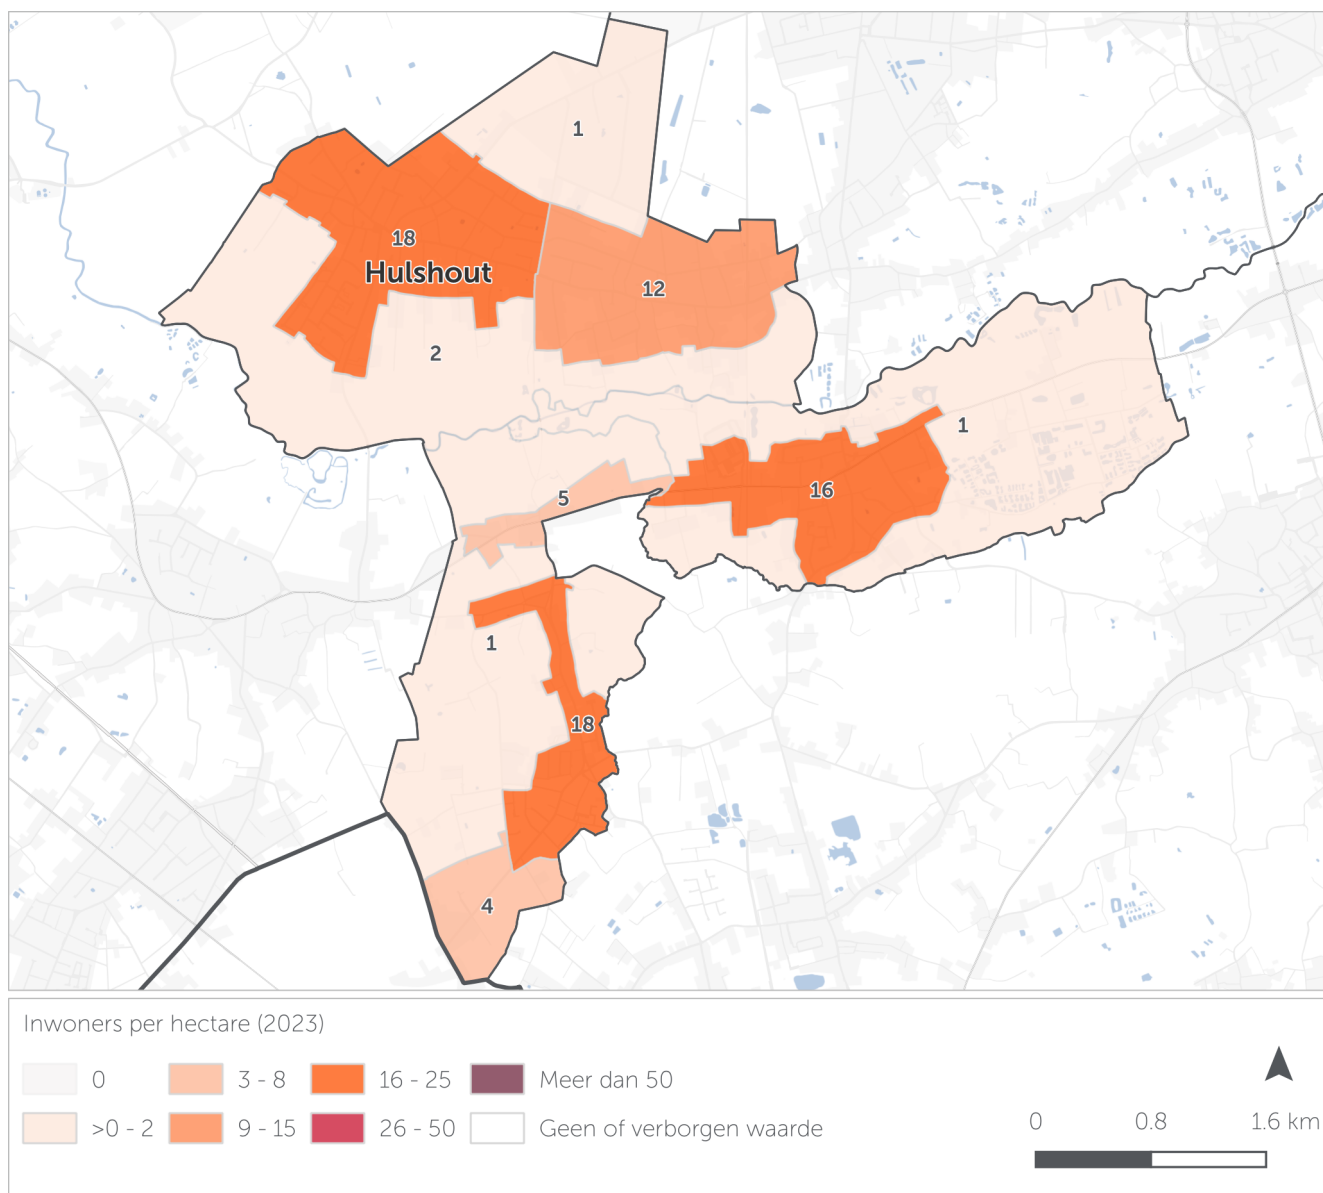 1
18
Hulshout
12
2
1
16
5
1
18
4
Inwoners per hectare (2023)
0
3 - 8
16 - 25
Meer dan 50
>0 - 2
9 - 15
26 - 50
Geen of verborgen waarde
0 0.8 1.6 km